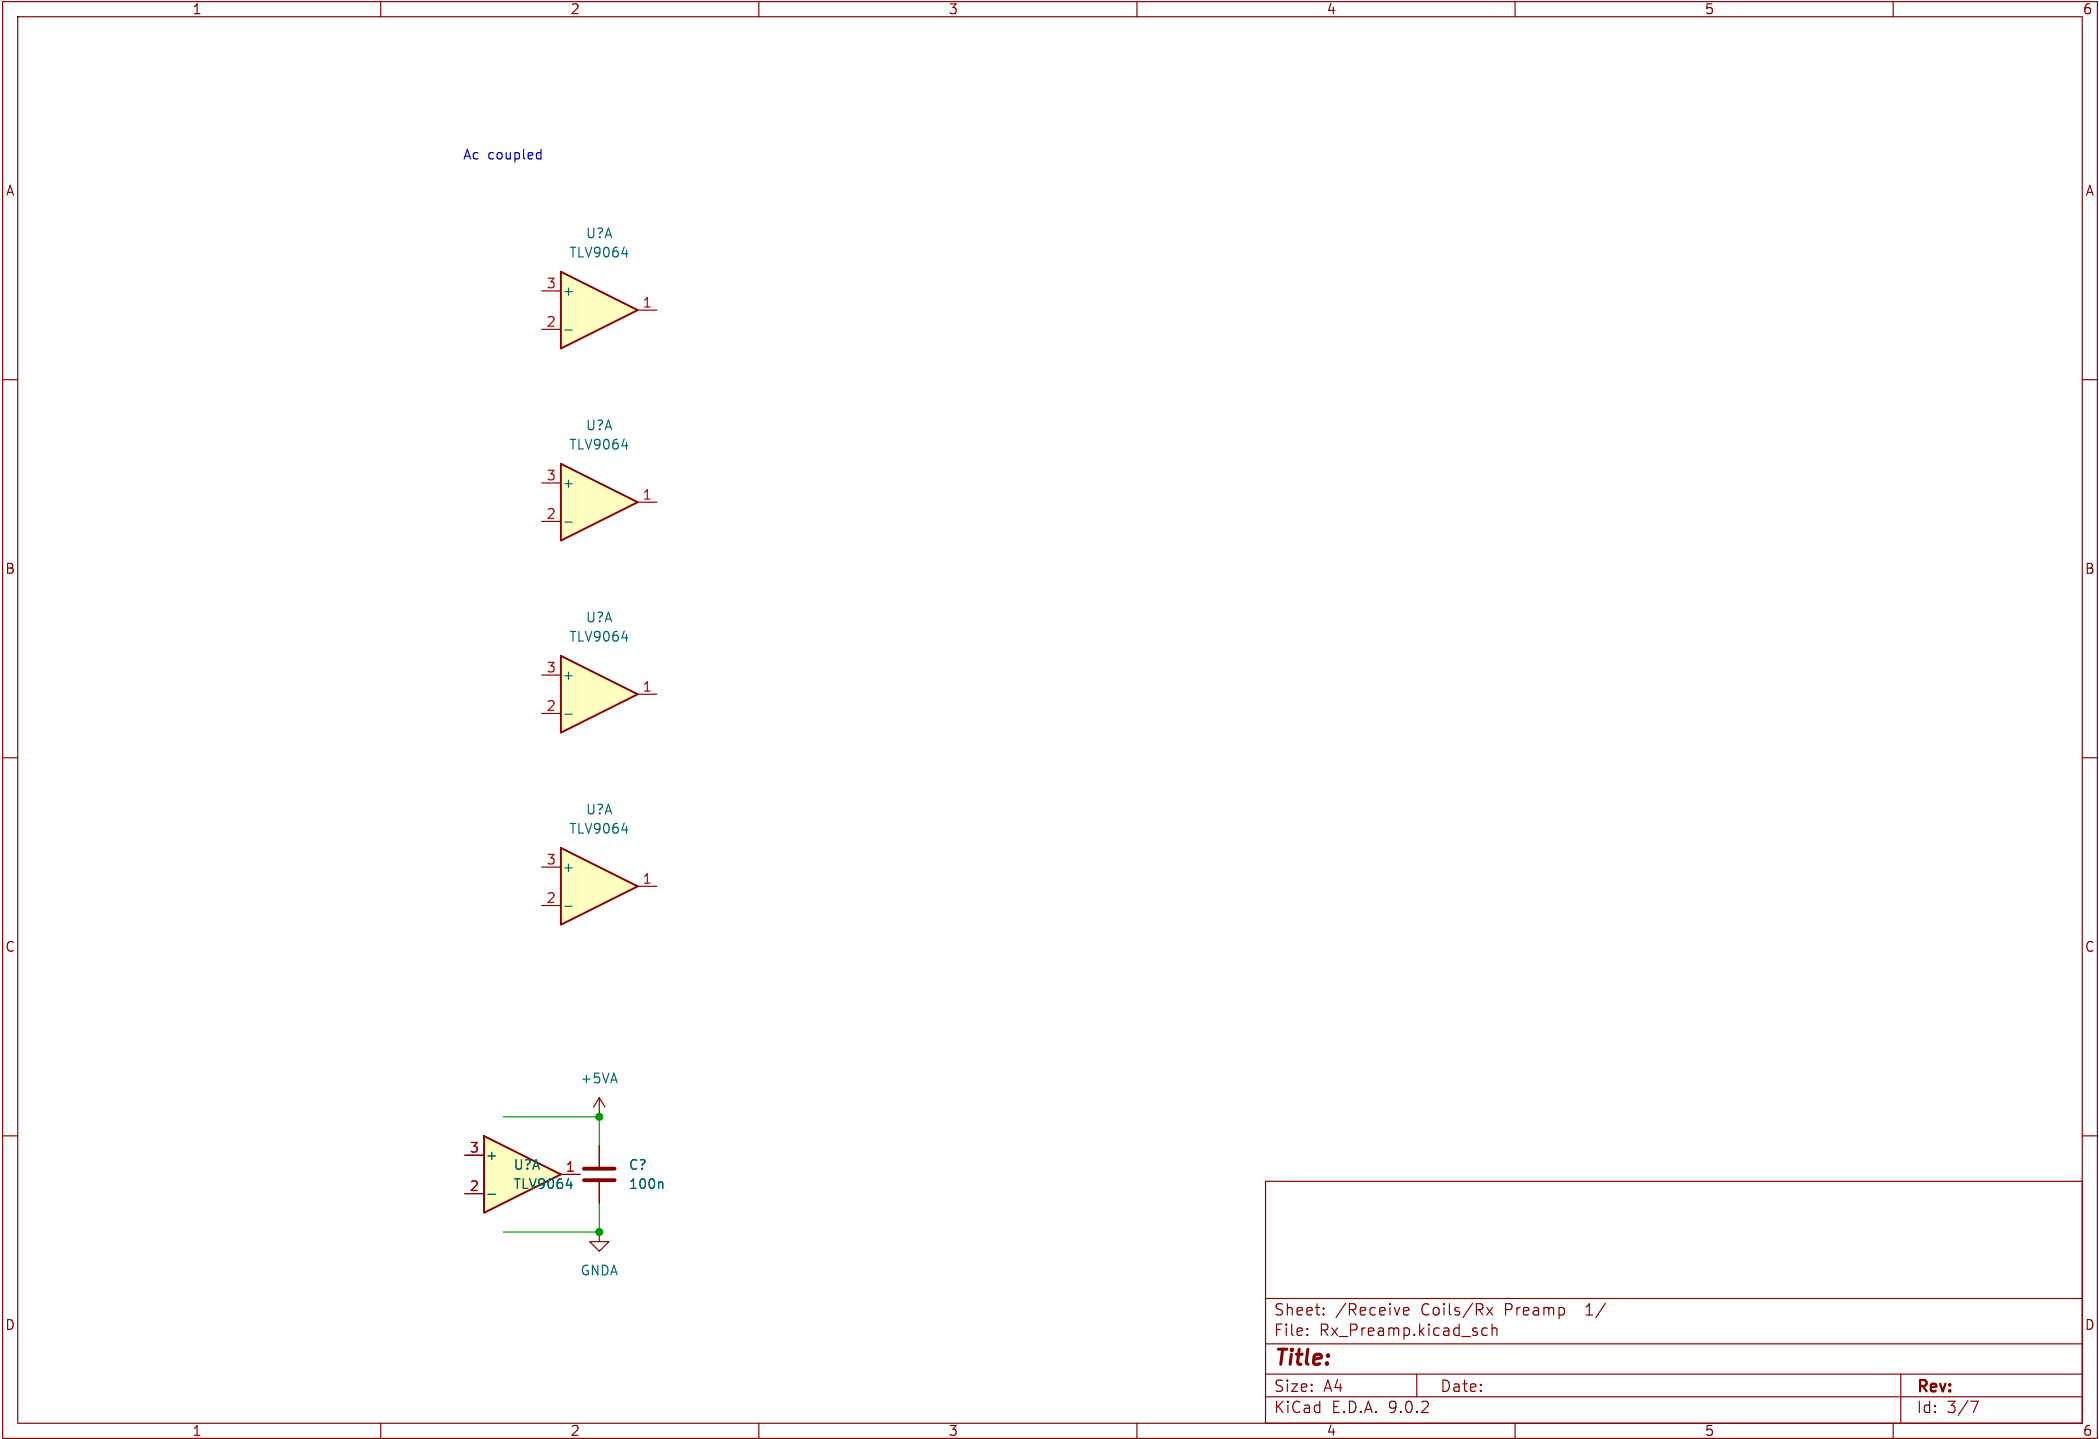 1 2 3 4 5 6
A A
Ac coupled
U?A
TLV9064
3 +
1
2 −
B B
U?A
TLV9064
3 +
1
2 −
U?A
TLV9064
3 +
1
2 −
C C
U?A
TLV9064
3 +
1
2 −
+5VA
3 +
U?A 1 C?
TLV9064 100n
2 −
GNDA
D D
Sheet: /Receive Coils/Rx Preamp  1/
File: Rx_Preamp.kicad_sch
Title:
Size: A4 Date: Rev:
KiCad E.D.A. 9.0.2 Id: 3/7
1 2 3 4 5 6